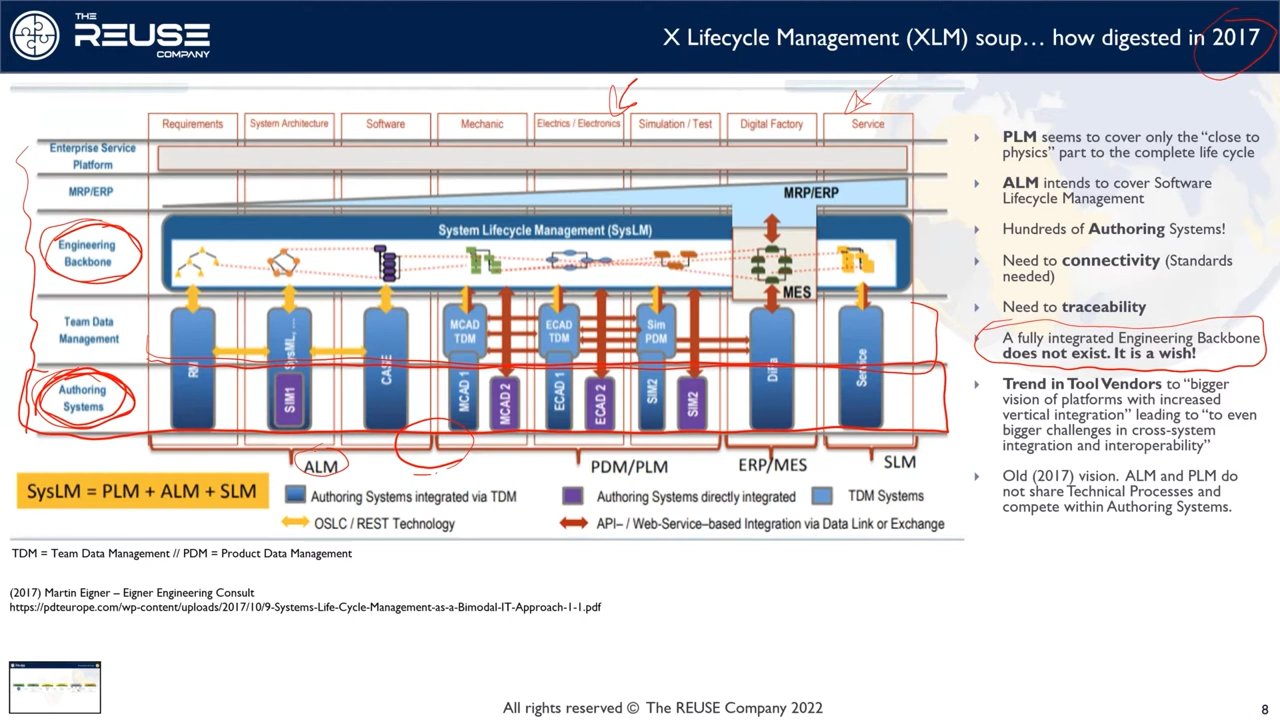 THE
REUSE
COMPANY
X Lifecycle Management (XLM) soup... how digested in 2017
Requirements
System Architecture
Software
Mechanic
Electrics / Electronics
Simulation / Test
Digital Factory
Service
Enterprise Service
Platform
MRP/ERP
MRP/ERP
System Lifecycle Management (SysLM)
Engineering
Backbone
MES
Team Data
Management
RM
SysML, ...
CASE
MCAD
TDM
ECAD
TDM
Sim
PDM
DiFa
Service
Authoring
Systems
SIM1
MCAD 1
MCAD 2
ECAD 1
ECAD 2
SIM2
SIM2
ALM
PDM/PLM
ERP/MES
SLM
SysLM = PLM + ALM + SLM
Authoring Systems integrated via TDM
Authoring Systems directly integrated
TDM Systems
OSLC / REST Technology
API– / Web-Service–based Integration via Data Link or Exchange
TDM = Team Data Management // PDM = Product Data Management
(2017) Martin Eigner – Eigner Engineering Consult
https://pdteurope.com/wp-content/uploads/2017/10/9-Systems-Life-Cycle-Management-as-a-Bimodal-IT-Approach-1-1.pdf
PLM seems to cover only the “close to
physics” part to the complete life cycle
ALM intends to cover Software
Lifecycle Management
Hundreds of Authoring Systems!
Need to connectivity (Standards
needed)
Need to traceability
A fully integrated Engineering Backbone
does not exist. It is a wish!
Trend in Tool Vendors to “bigger
vision of platforms with increased
vertical integration” leading to “to even
bigger challenges in cross-system
integration and interoperability”
Old (2017) vision. ALM and PLM do
not share Technical Processes and
compete within Authoring Systems.
All rights reserved © The REUSE Company 2022
8